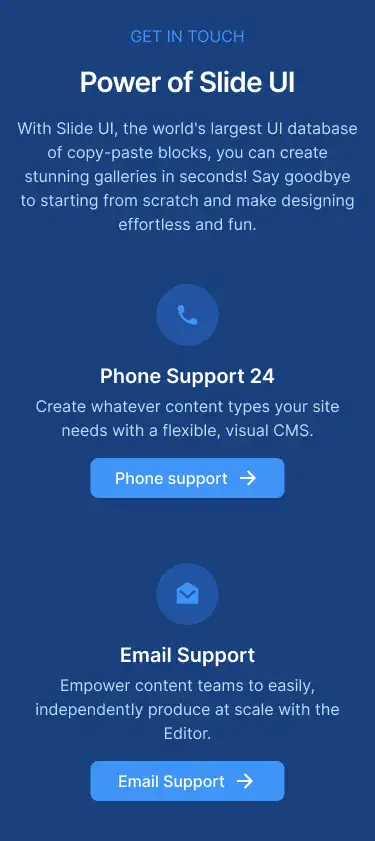 GET IN TOUCH
Power of Slide UI
With Slide UI, the world's largest UI database
of copy-paste blocks, you can create
stunning galleries in seconds! Say goodbye
to starting from scratch and make designing
effortless and fun.
Phone Support 24
Create whatever content types your site
needs with a flexible, visual CMS.
Phone support
Email Support
Empower content teams to easily,
independently produce at scale with the
Editor.
Email Support